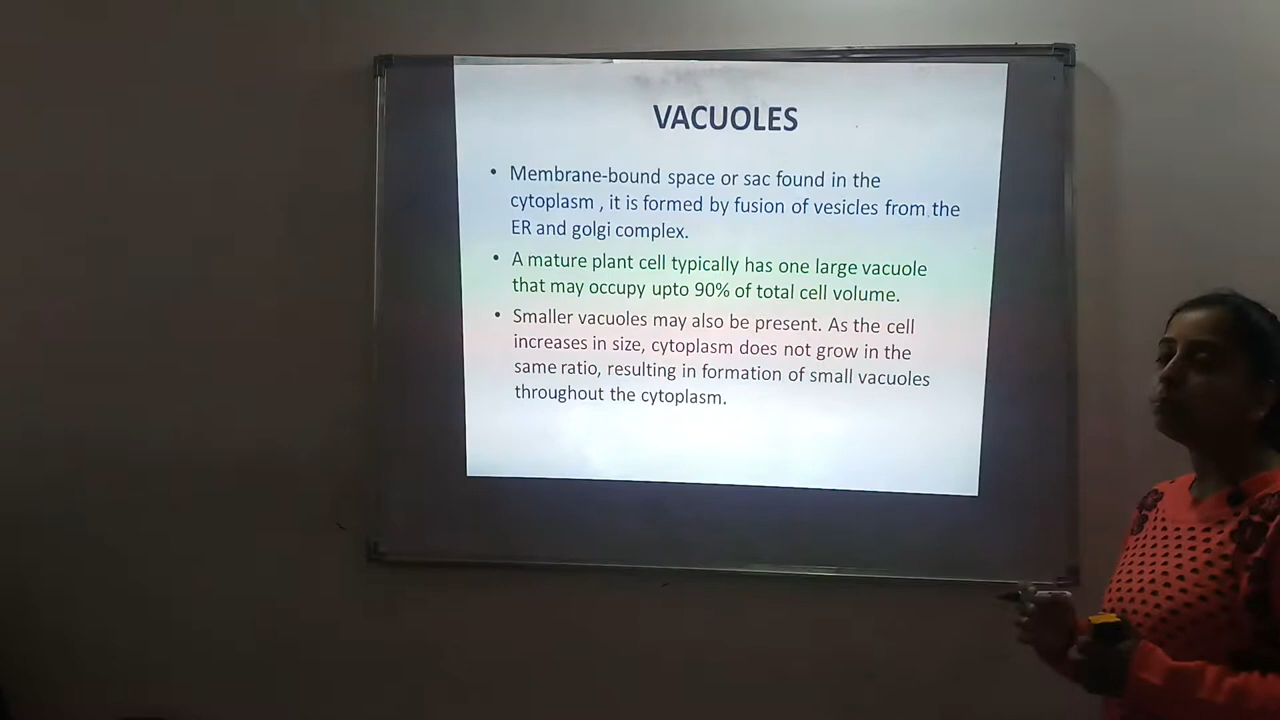 VACUOLES
• Membrane-bound space or sac found in the
cytoplasm , it is formed by fusion of vesicles from the
ER and golgi complex.
• A mature plant cell typically has one large vacuole
that may occupy upto 90% of total cell volume.
• Smaller vacuoles may also be present. As the cell
increases in size, cytoplasm does not grow in the
same ratio, resulting in formation of small vacuoles
throughout the cytoplasm.